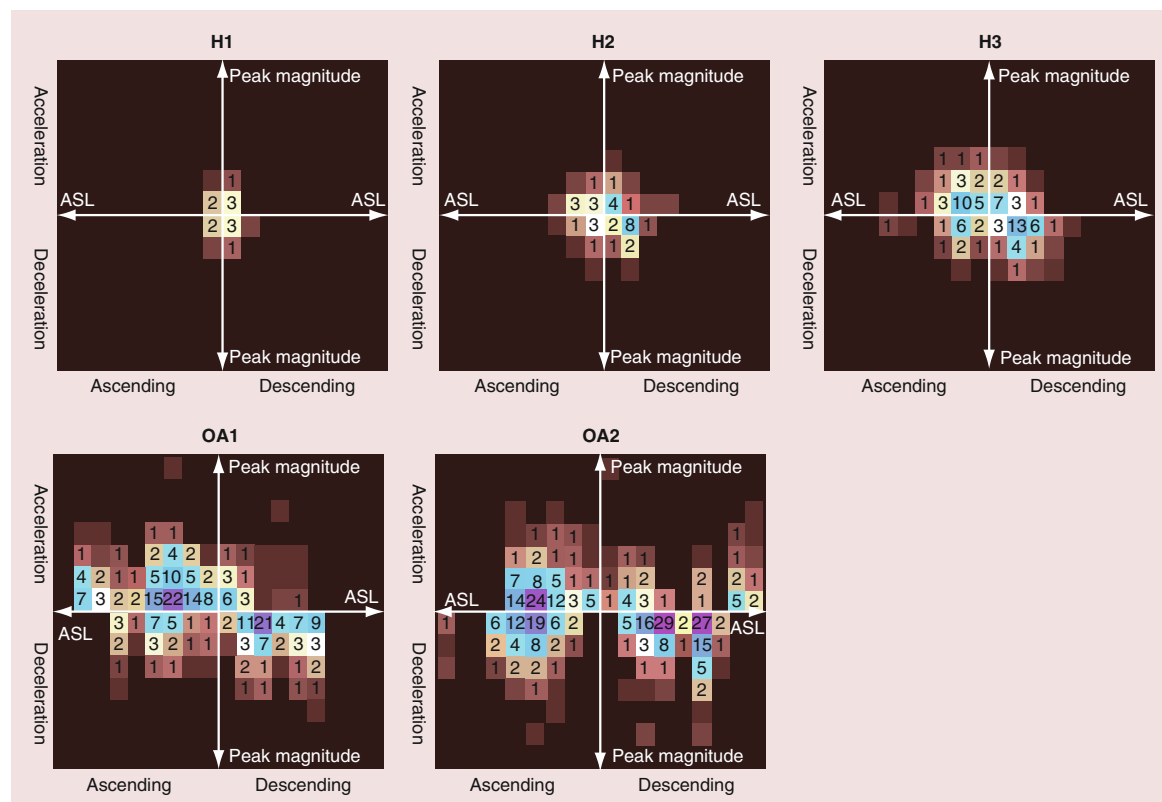 H1
H2
H3
Peak magnitude
Peak magnitude
Peak magnitude
Acceleration
Acceleration
Acceleration
1
1 1
1 1 1
1 3 2 2 1
ASL 2 3 ASL
ASL 3 3 4 1 ASL
ASL 1 3 10 5 7 3 1 ASL
2 3
1 3 2 8 1
1 1 6 2 3 13 6 1
1
1 1 2
1 2 1 1 4 1
1
Deceleration
Deceleration
Deceleration
Peak magnitude
Peak magnitude
Peak magnitude
Ascending Descending
Ascending Descending
Ascending Descending
OA1
OA2
Peak magnitude
Peak magnitude
Acceleration
Acceleration
1 1
1 1 2 4 2 1 1
4 2 1 1 5 10 5 2 3 1
7 3 2 2 15 22 14 8 6 3 1
ASL
ASL
3 1 7 5 1 1 2 11 21 4 7 9
2 3 2 1 1 3 7 2 3 3
1 1 1 2 1 1 2
1 1 1 1
1 1 1 1
1 2 1 1 1 1 1
7 8 5 1 1 1 1 2 2 2 1
14 24 12 3 5 1 4 3 1 1 5 2
ASL
ASL
1 6 12 19 6 2 5 16 29 2 27 2
2 4 8 2 1 1 3 8 1 15 1
1 2 2 1 1 1 5
1 2
Deceleration
Deceleration
Peak magnitude
Peak magnitude
Ascending Descending
Ascending Descending